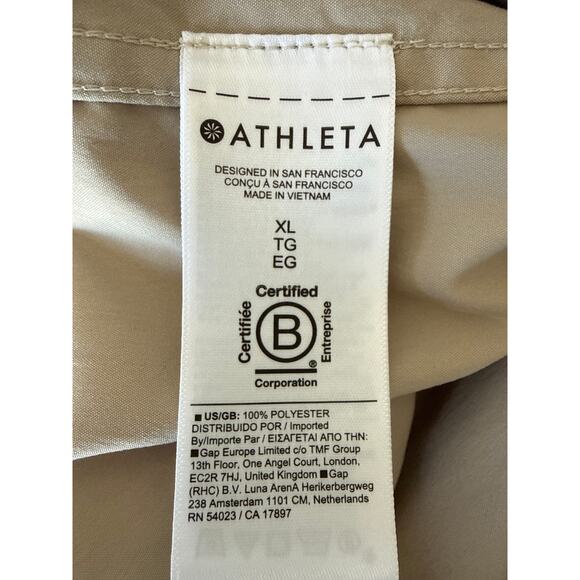 ATHLETA
DESIGNED IN SAN FRANCISCO
CONÇU À SAN FRANCISCO
MADE IN VIETNAM
XL
TG
EG
Certified
Certifiée
B
Entreprise
®
Corporation
■ US/GB: 100% POLYESTER
DISTRIBUIDO POR / Imported
By/Importe Par / ΕΙΣΑΓΕΤΑΙ ΑΠΟ ΤΗΝ:
■Gap Europe Limited c/o TMF Group
13th Floor, One Angel Court, London,
EC2R 7HJ, United Kingdom ■Gap
(RHC) B.V. Luna ArenA Herikerbergweg
238 Amsterdam 1101 CM, Netherlands
RN 54023 / CA 17897